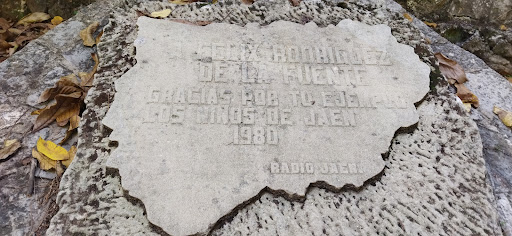 FELIX RODRIGUEZ
DE LA FUENTE
GRACIAS POR TU EJEMPLO
LOS NIÑOS DE JAEN
1980
RADIO JAEN